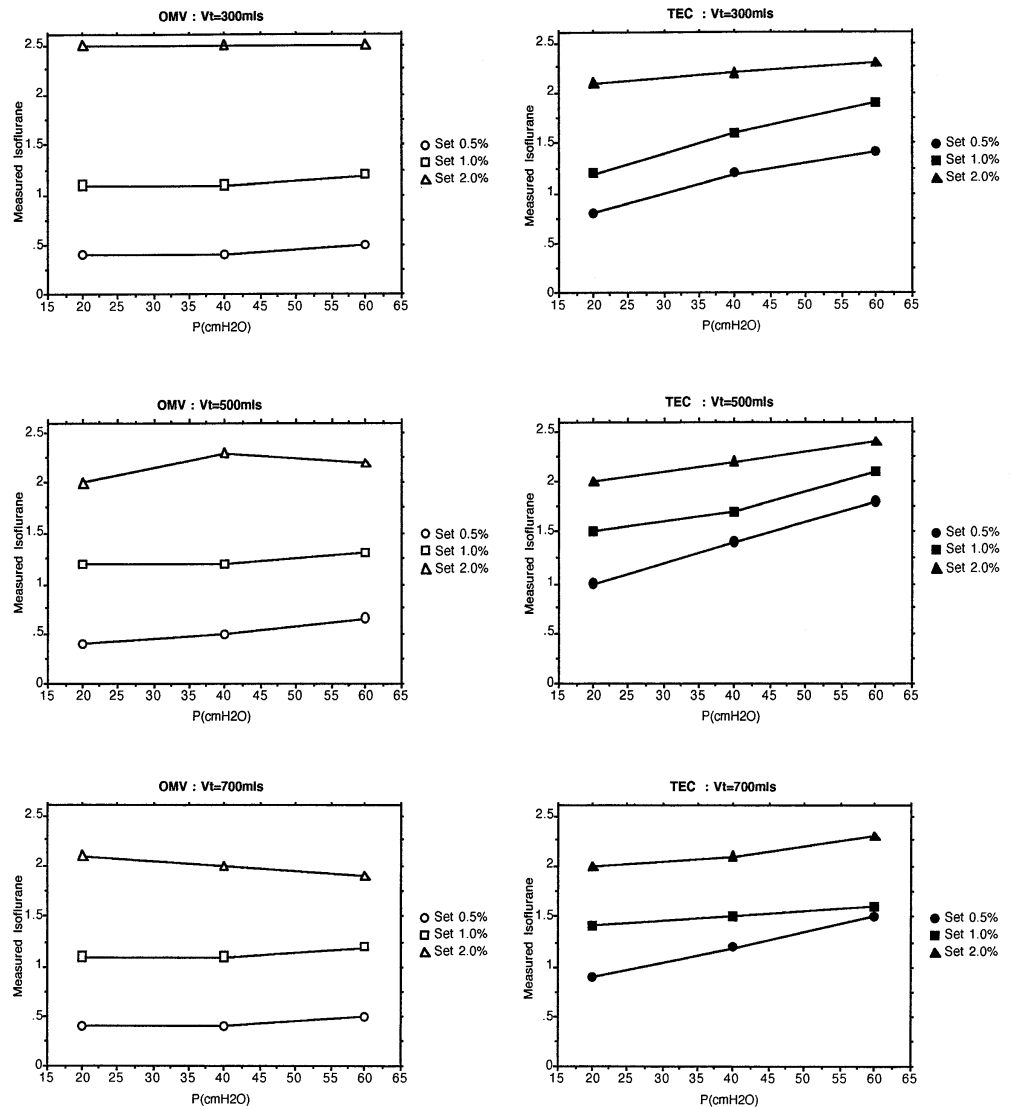 OMV : Vt=300mls
Measured Isoflurane
2.5
2
1.5
1
.5
0
15 20 25 30 35 40 45 50 55 60 65
P(cmH2O)
Set 0.5%
Set 1.0%
Set 2.0%
TEC : Vt=300mls
Measured Isoflurane
2.5
2
1.5
1
.5
0
15 20 25 30 35 40 45 50 55 60 65
P(cmH2O)
Set 0.5%
Set 1.0%
Set 2.0%
OMV : Vt=500mls
Measured Isoflurane
2.5
2
1.5
1
.5
0
15 20 25 30 35 40 45 50 55 60 65
P(cmH2O)
Set 0.5%
Set 1.0%
Set 2.0%
TEC : Vt=500mls
Measured Isoflurane
2.5
2
1.5
1
.5
0
15 20 25 30 35 40 45 50 55 60 65
P(cmH2O)
Set 0.5%
Set 1.0%
Set 2.0%
OMV : Vt=700mls
Measured Isoflurane
2.5
2
1.5
1
.5
0
15 20 25 30 35 40 45 50 55 60 65
P(cmH2O)
Set 0.5%
Set 1.0%
Set 2.0%
TEC : Vt=700mls
Measured Isoflurane
2.5
2
1.5
1
.5
0
15 20 25 30 35 40 45 50 55 60 65
P(cmH2O)
Set 0.5%
Set 1.0%
Set 2.0%